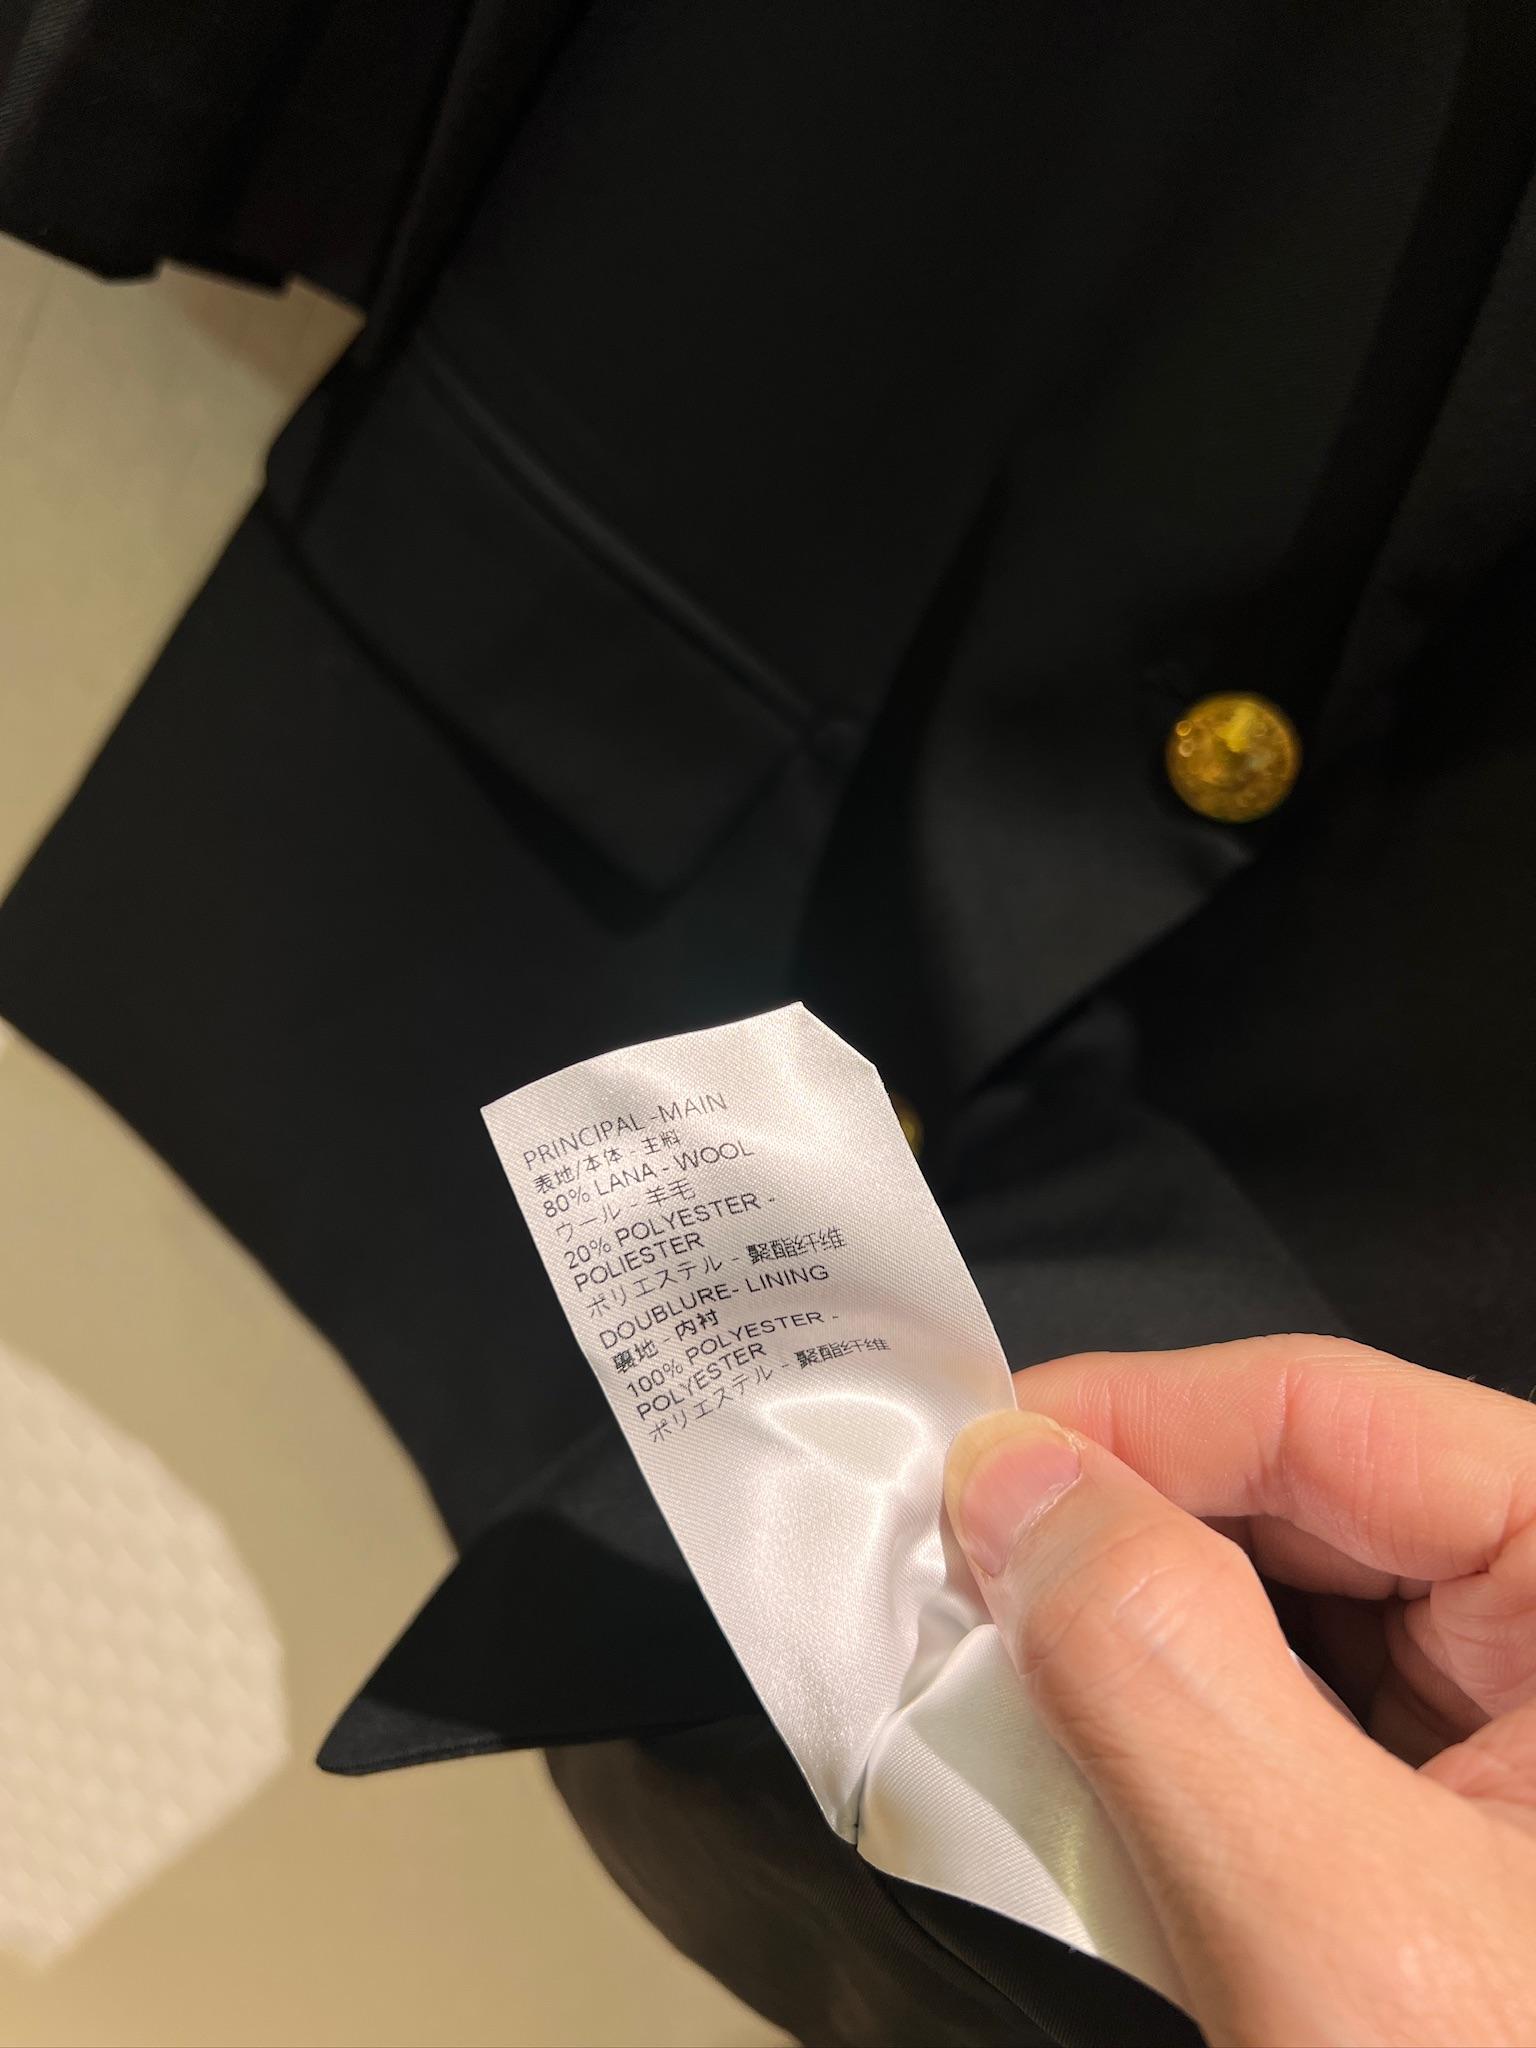 PRINCIPAL -MAIN
表地/本体 - 主料
80% LANA - WOOL
ウール - 羊毛
20% POLYESTER -
POLIESTER
ポリエステル - 聚酯纤维
DOUBLURE- LINING
裏地 - 内衬
100% POLYESTER -
POLYESTER
ポリエステル - 聚酯纤维